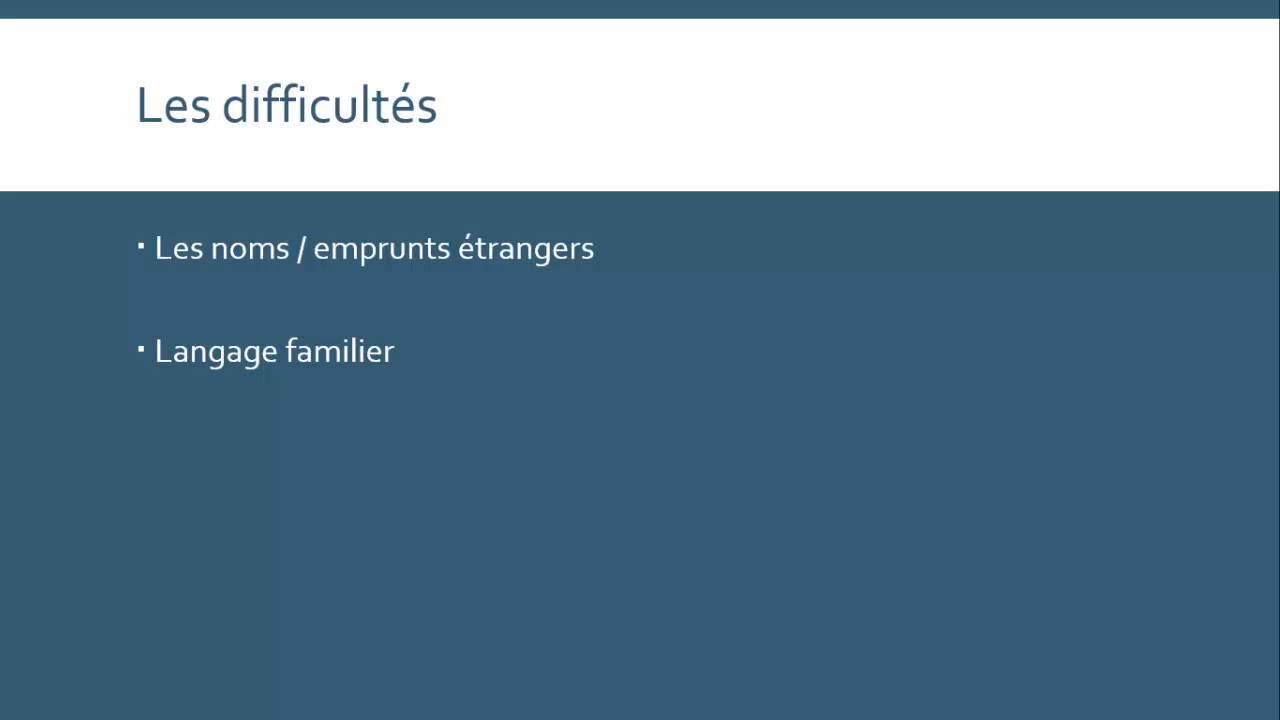 Les difficultés
▪ Les noms / emprunts étrangers
▪ Langage familier